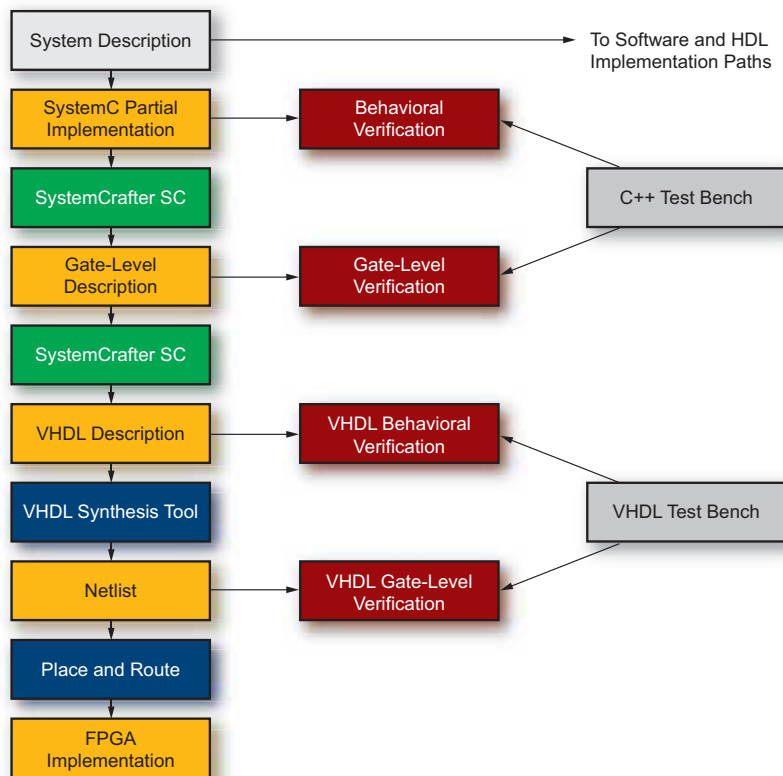 System Description
To Software and HDL
Implementation Paths
SystemC Partial
Implementation
Behavioral
Verification
SystemCrafter SC
C++ Test Bench
Gate-Level
Description
Gate-Level
Verification
SystemCrafter SC
VHDL Description
VHDL Behavioral
Verification
VHDL Synthesis Tool
VHDL Test Bench
Netlist
VHDL Gate-Level
Verification
Place and Route
FPGA
Implementation